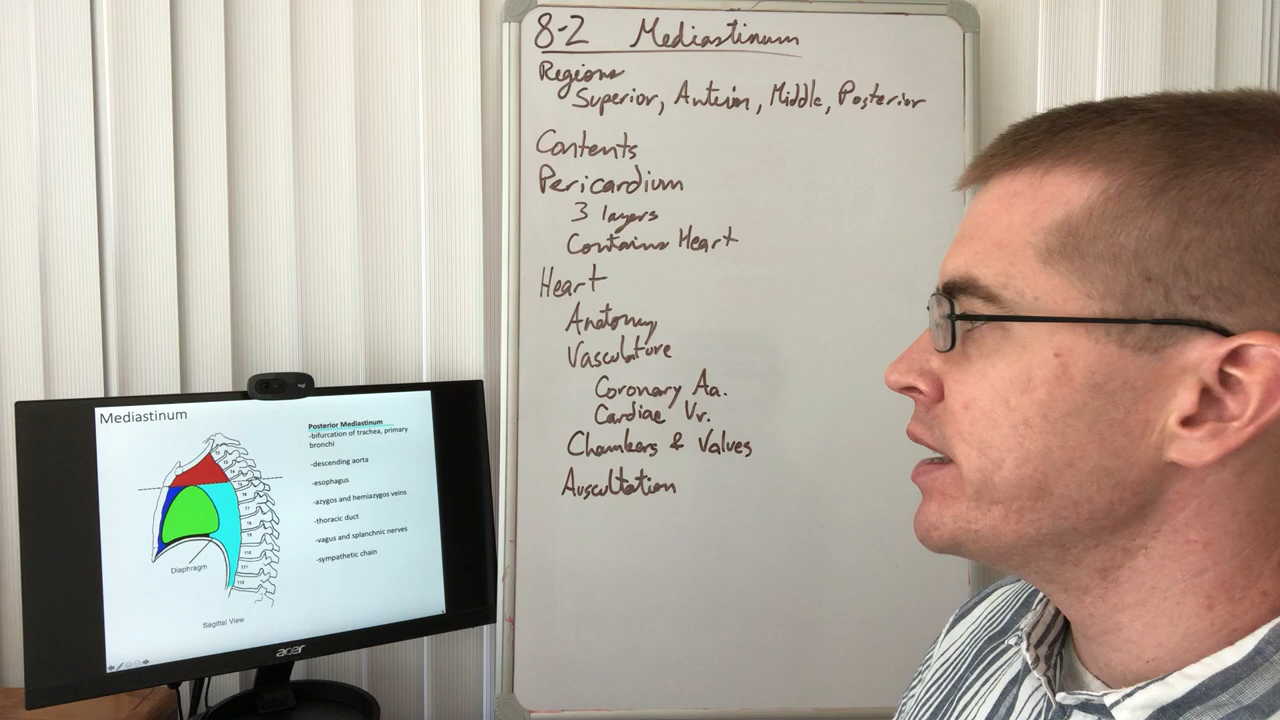 8-2 Mediastinum
Regions
Superior, Anterior, Middle, Posterior
Contents
Pericardium
3 layers
Contains Heart
Heart
Anatomy
Vasculature
Coronary Aa.
Cardiac Vv.
Chambers & Valves
Auscultation
Mediastinum
Posterior Mediastinum
-bifurcation of trachea, primary
bronchi
-descending aorta
-esophagus
-azygos and hemiazygos veins
-thoracic duct
-vagus and splanchnic nerves
-sympathetic chain
Diaphragm
Sagittal View
acer